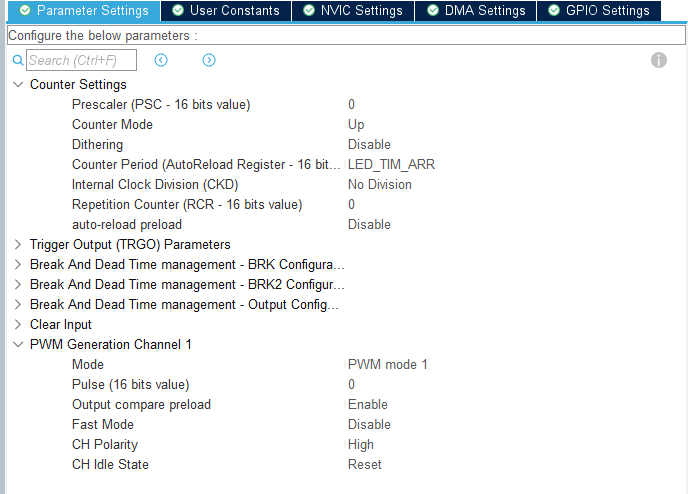 Parameter Settings User Constants NVIC Settings DMA Settings GPIO Settings
Configure the below parameters :
Search (Ctrl+F)
Counter Settings
Prescaler (PSC - 16 bits value) 0
Counter Mode Up
Dithering Disable
Counter Period (AutoReload Register - 16 bit... LED_TIM_ARR
Internal Clock Division (CKD) No Division
Repetition Counter (RCR - 16 bits value) 0
auto-reload preload Disable
Trigger Output (TRGO) Parameters
Break And Dead Time management - BRK Configura...
Break And Dead Time management - BRK2 Configur...
Break And Dead Time management - Output Config...
Clear Input
PWM Generation Channel 1
Mode PWM mode 1
Pulse (16 bits value) 0
Output compare preload Enable
Fast Mode Disable
CH Polarity High
CH Idle State Reset